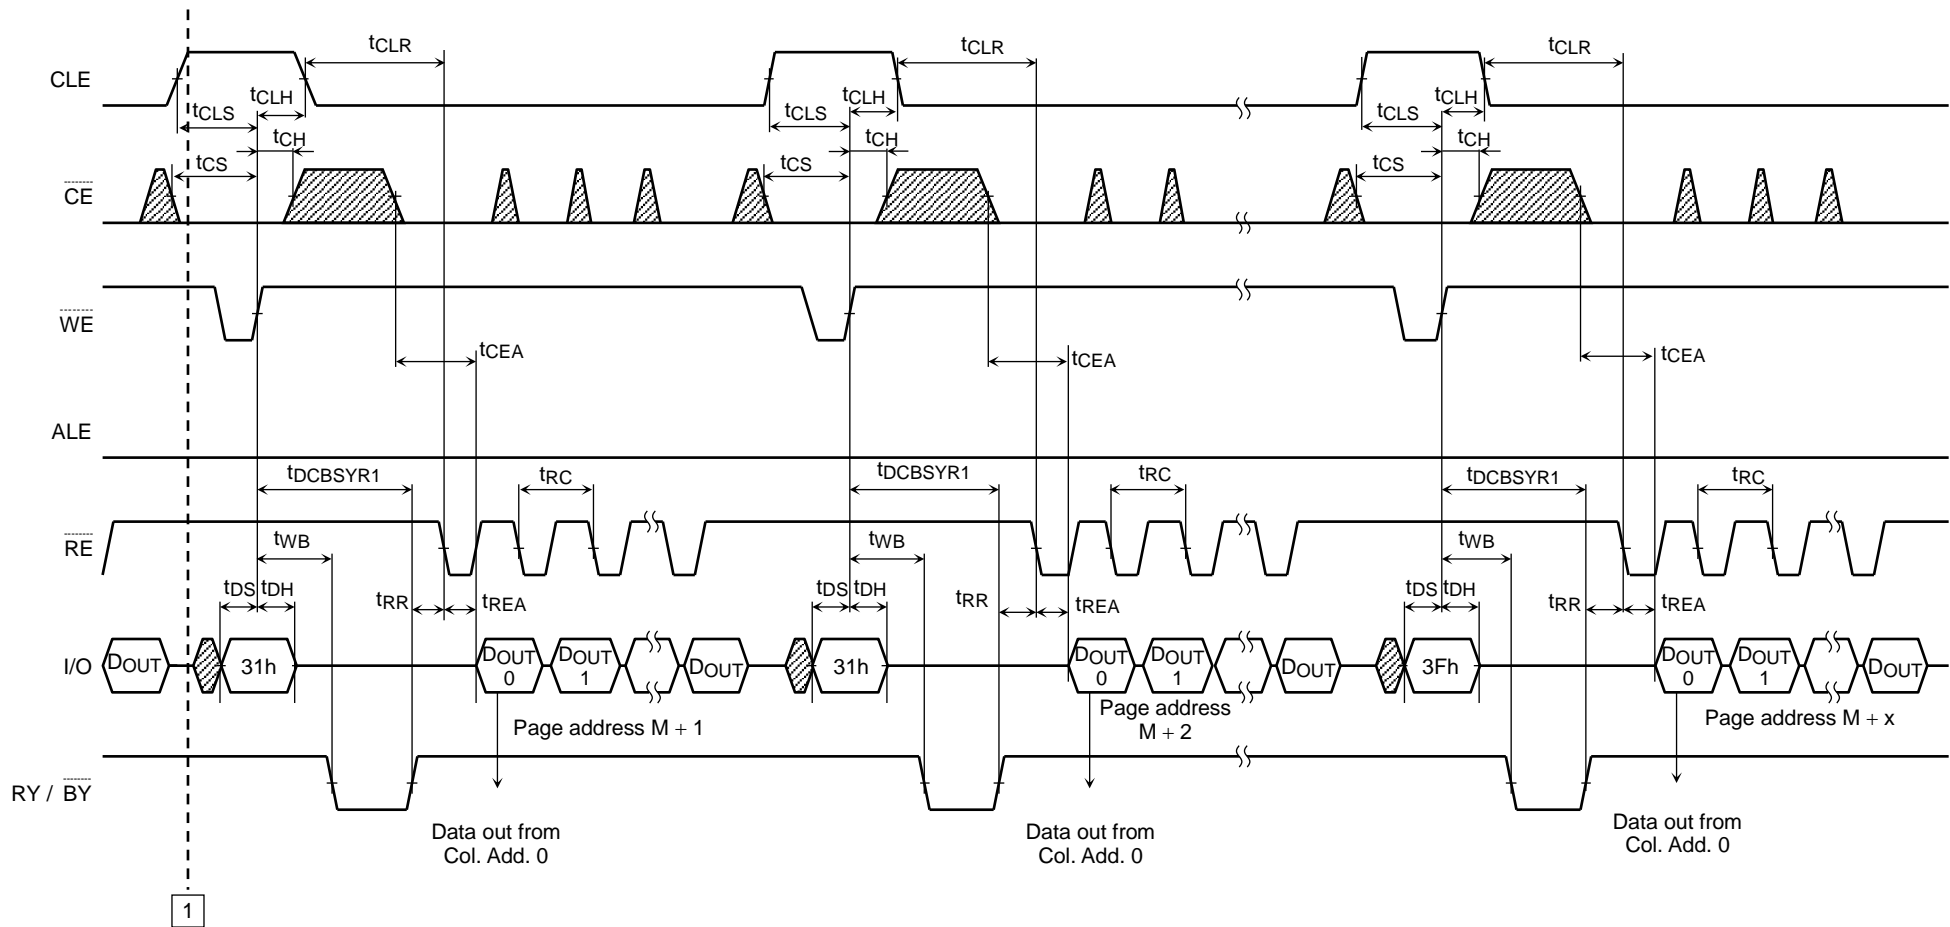 tCLR tCLR tCLR
CLE
tCLH tCLH tCLH
tCLS tCLS tCLS
tCH tCH tCH
tCS tCS tCS
CE
WE
tCEA tCEA tCEA
ALE
tDCBSYR1 tRC tDCBSYR1 tRC tDCBSYR1 tRC
RE
tWB tWB tWB
tDS tDH tDS tDH tDS tDH
tRR tREA tRR tREA tRR tREA
I/O DOUT 31h DOUT 0 DOUT 1 DOUT 31h DOUT 0 DOUT 1 DOUT 3Fh DOUT 0 DOUT 1 DOUT
Page address M + 1
Page address
M + 2
Page address M + x
RY / BY
Data out from
Col. Add. 0
Data out from
Col. Add. 0
Data out from
Col. Add. 0
1